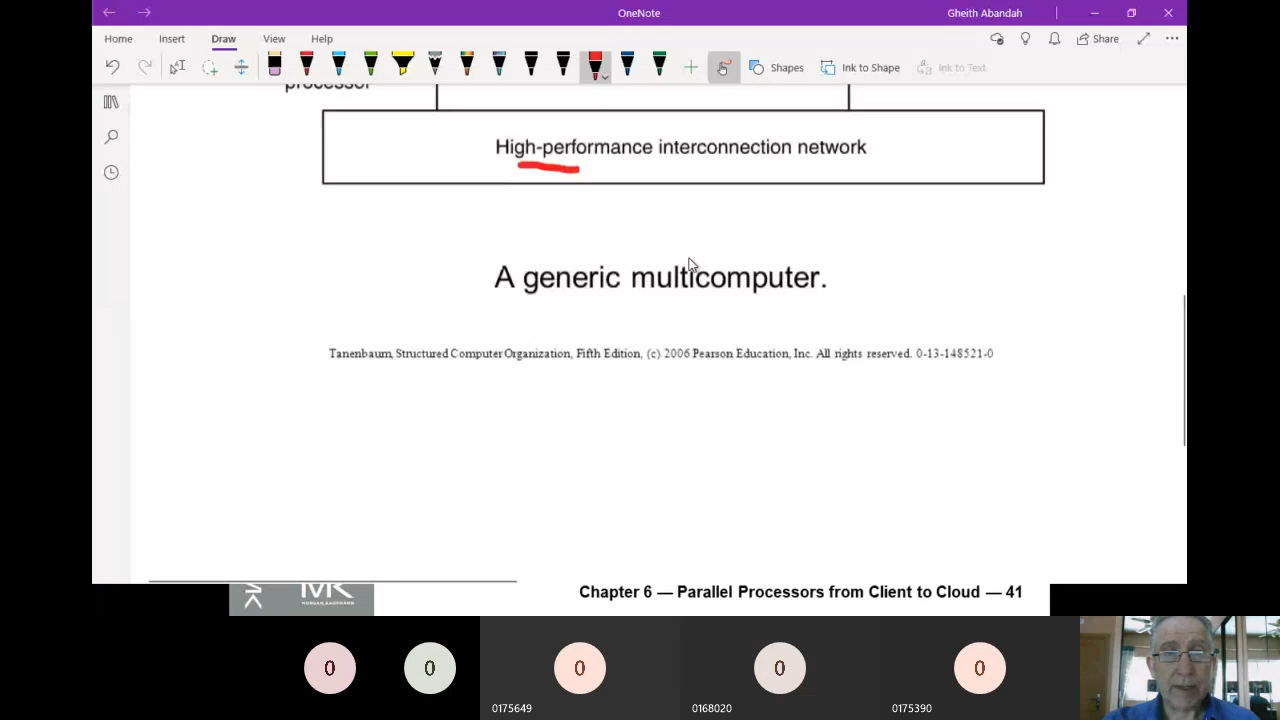 OneNote
Gheith Abandah
Home Insert Draw View Help
Share
Shapes
Ink to Shape
Ink to Text
processor
High-performance interconnection network
A generic multicomputer.
Tanenbaum, Structured Computer Organization, Fifth Edition, (c) 2006 Pearson Education, Inc. All rights reserved. 0-13-148521-0
Chapter 6 — Parallel Processors from Client to Cloud — 41
0 0 0 0 0
0175649 0168020 0175390